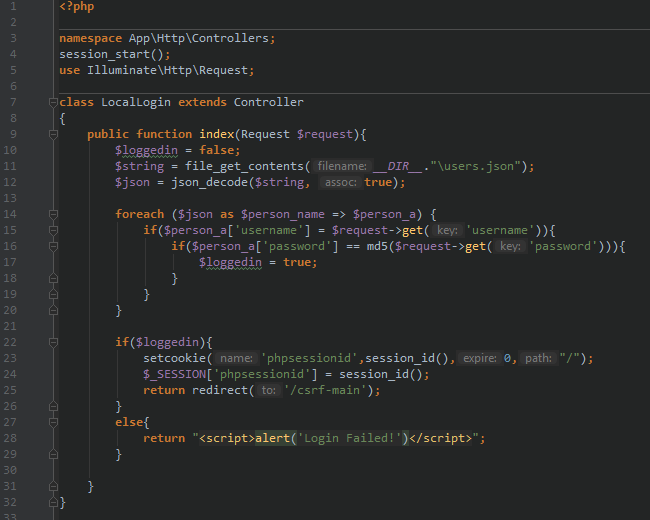 1 <?php
2
3 namespace App\Http\Controllers;
4 session_start();
5 use Illuminate\Http\Request;
6
7 class LocalLogin extends Controller
8 {
9 public function index(Request $request){
10 $loggedin = false;
11 $string = file_get_contents( filename: __DIR__."\users.json");
12 $json = json_decode($string, assoc: true);
13
14 foreach ($json as $person_name => $person_a) {
15 if($person_a['username'] = $request->get( key: 'username')){
16 if($person_a['password'] == md5($request->get( key: 'password'))){
17 $loggedin = true;
18 }
19 }
20 }
21
22 if($loggedin){
23 setcookie( name: 'phpsessionid',session_id(), expire: 0, path: "/");
24 $_SESSION['phpsessionid'] = session_id();
25 return redirect( to: '/csrf-main');
26 }
27 else{
28 return "<script>alert('Login Failed!')</script>";
29 }
30
31 }
32 }
33